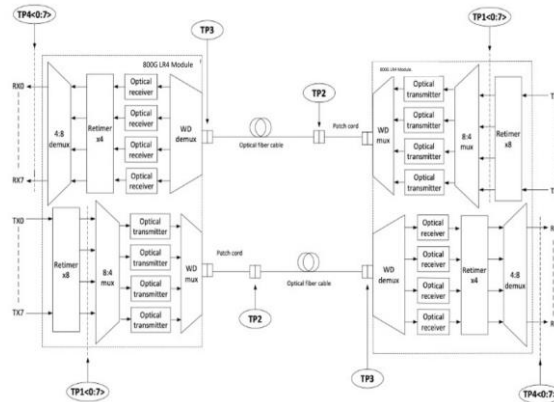 TP4<0:7>
TP3
TP1<0:7>
800G LR4 Module
800G LR4 Module
RX0
RX7
4:8 demux
Retimer x4
Optical receiver
Optical receiver
Optical receiver
Optical receiver
WD demux
Optical fiber cable
TP2
Patch cord
WD mux
Optical transmitter
Optical transmitter
Optical transmitter
Optical transmitter
8:4 mux
Retimer x8
TX0
TX7
Retimer x8
8:4 mux
Optical transmitter
Optical transmitter
Optical transmitter
Optical transmitter
WD mux
Patch cord
TP2
Optical fiber cable
WD demux
Optical receiver
Optical receiver
Optical receiver
Optical receiver
Retimer x4
4:8 demux
TP1<0:7>
TP3
TP4<0:7>